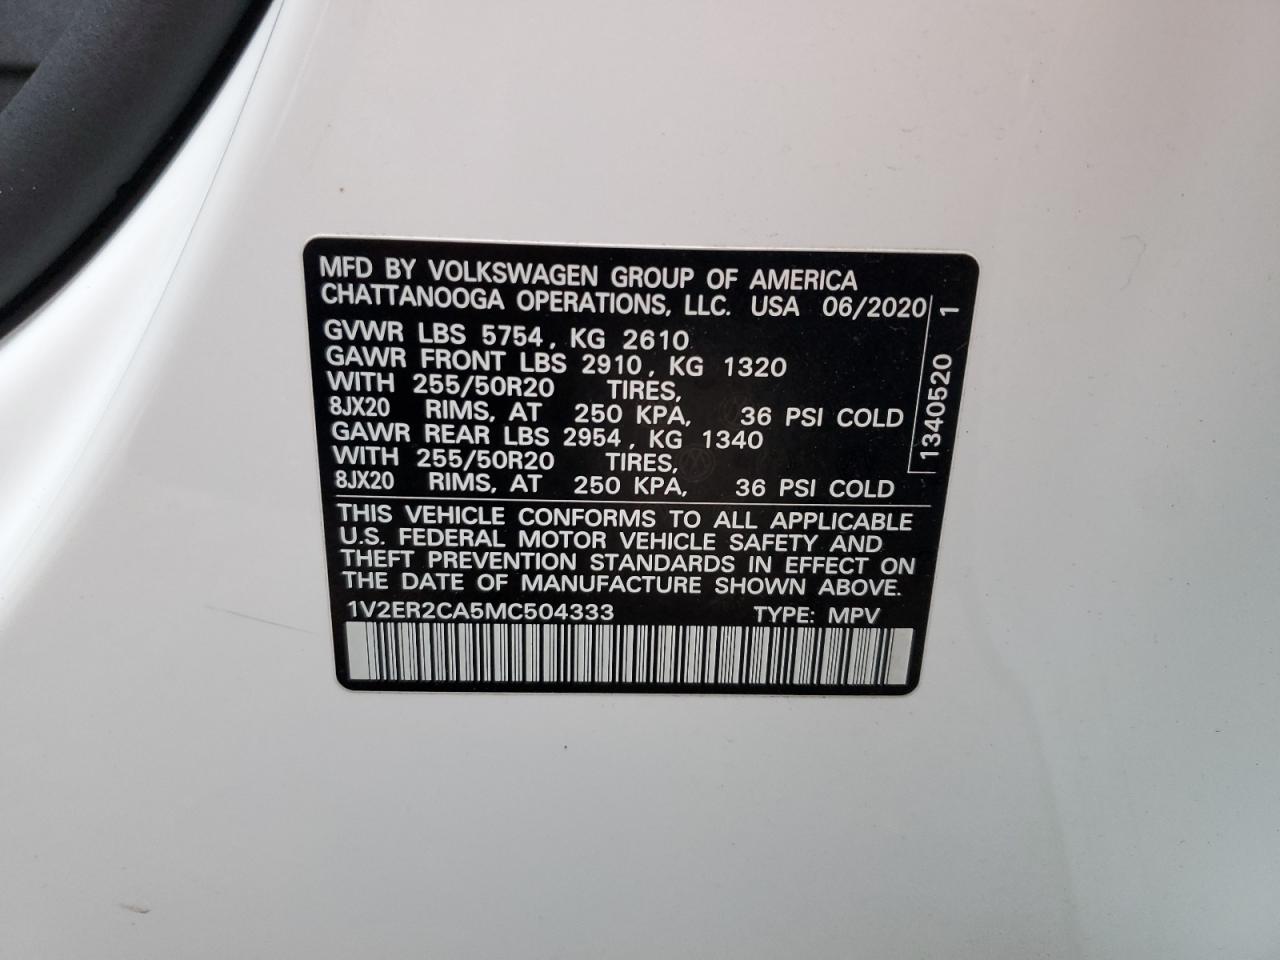 MFD BY VOLKSWAGEN GROUP OF AMERICA
CHATTANOOGA OPERATIONS, LLC. USA 06/2020
GVWR LBS 5754, KG 2610
GAWR FRONT LBS 2910, KG 1320
WITH 255/50R20 TIRES,
8JX20 RIMS, AT 250 KPA, 36 PSI COLD
GAWR REAR LBS 2954, KG 1340
WITH 255/50R20 TIRES,
8JX20 RIMS, AT 250 KPA, 36 PSI COLD
1340520 1
THIS VEHICLE CONFORMS TO ALL APPLICABLE
U.S. FEDERAL MOTOR VEHICLE SAFETY AND
THEFT PREVENTION STANDARDS IN EFFECT ON
THE DATE OF MANUFACTURE SHOWN ABOVE.
1V2ER2CA5MC504333 TYPE: MPV